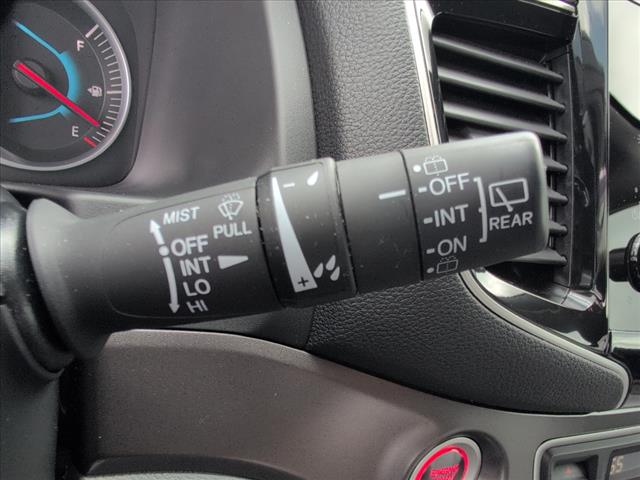 F
E
MIST
PULL
OFF
INT
LO
HI
-
+
OFF
INT
ON
REAR